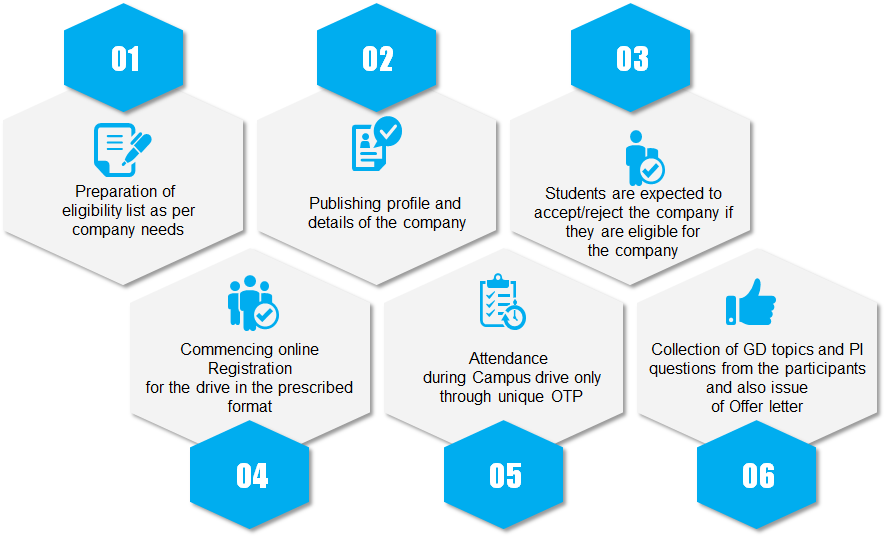 01
Preparation of
eligibility list as per
company needs
02
Publishing profile and
details of the company
03
Students are expected to
accept/reject the company if
they are eligible for
the company
Commencing online
Registration
for the drive in the prescribed
format
04
Attendance
during Campus drive only
through unique OTP
05
Collection of GD topics and PI
questions from the participants
and also issue
of Offer letter
06